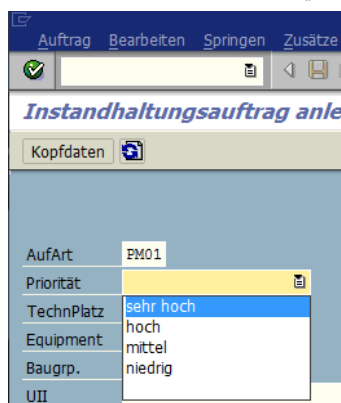 Auftrag Bearbeiten Springen Zusätze
Instandhaltungsauftrag anle
Kopfdaten
AufArt PM01
Priorität
TechnPlatz sehr hoch
hoch
Equipment mittel
Baugrp. niedrig
UII